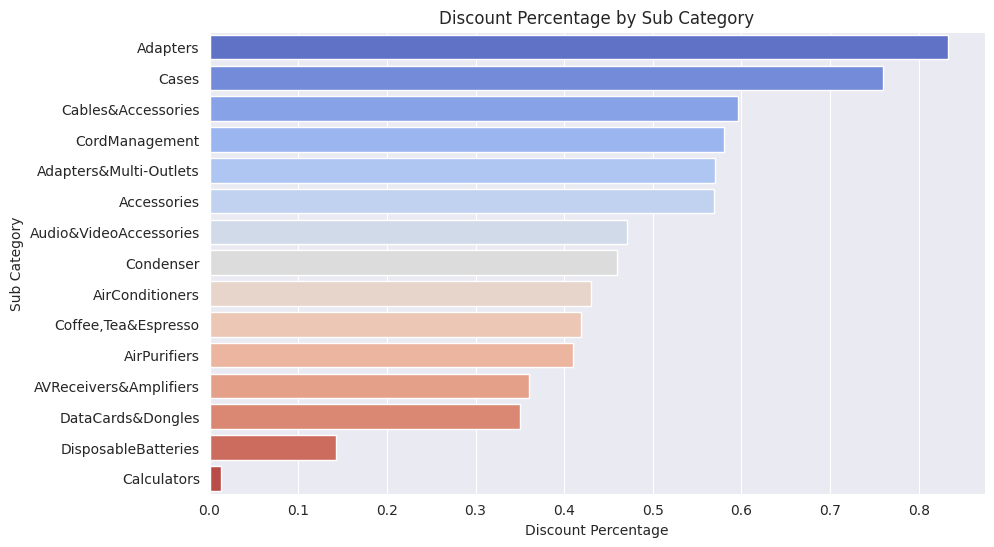 Discount Percentage by Sub Category
Sub Category
Adapters
Cases
Cables&Accessories
CordManagement
Adapters&Multi-Outlets
Accessories
Audio&VideoAccessories
Condenser
AirConditioners
Coffee,Tea&Espresso
AirPurifiers
AVReceivers&Amplifiers
DataCards&Dongles
DisposableBatteries
Calculators
0.0 0.1 0.2 0.3 0.4 0.5 0.6 0.7 0.8
Discount Percentage